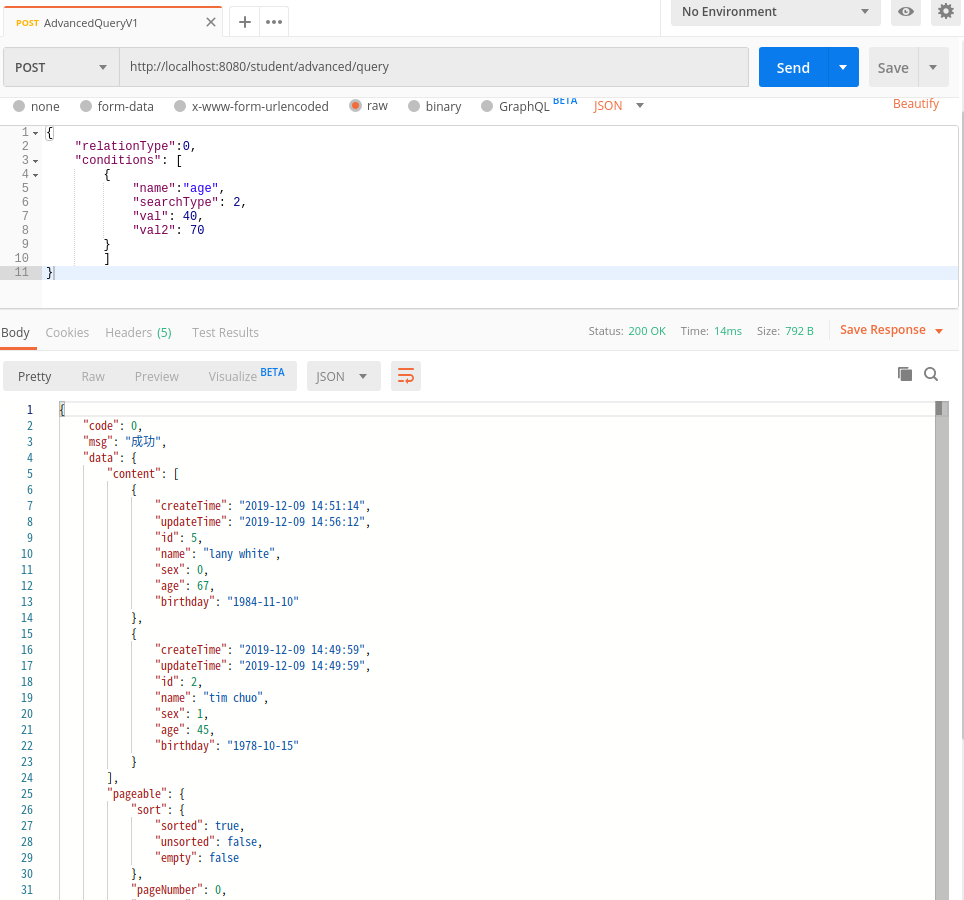 POST AdvancedQueryV1
No Environment
POST http://localhost:8080/student/advanced/query Send Save
none form-data x-www-form-urlencoded raw binary GraphQL BETA JSON Beautify
1 {
2 "relationType":0,
3 "conditions": [
4 {
5 "name":"age",
6 "searchType": 2,
7 "val": 40,
8 "val2": 70
9 }
10 ]
11 }
Body Cookies Headers (5) Test Results Status: 200 OK Time: 14ms Size: 792 B Save Response
Pretty Raw Preview Visualize BETA JSON
1 {
2 "code": 0,
3 "msg": "成功",
4 "data": {
5 "content": [
6 {
7 "createTime": "2019-12-09 14:51:14",
8 "updateTime": "2019-12-09 14:56:12",
9 "id": 5,
10 "name": "lany white",
11 "sex": 0,
12 "age": 67,
13 "birthday": "1984-11-10"
14 },
15 {
16 "createTime": "2019-12-09 14:49:59",
17 "updateTime": "2019-12-09 14:49:59",
18 "id": 2,
19 "name": "tim chuo",
20 "sex": 1,
21 "age": 45,
22 "birthday": "1978-10-15"
23 }
24 ],
25 "pageable": {
26 "sort": {
27 "sorted": true,
28 "unsorted": false,
29 "empty": false
30 },
31 "pageNumber": 0,